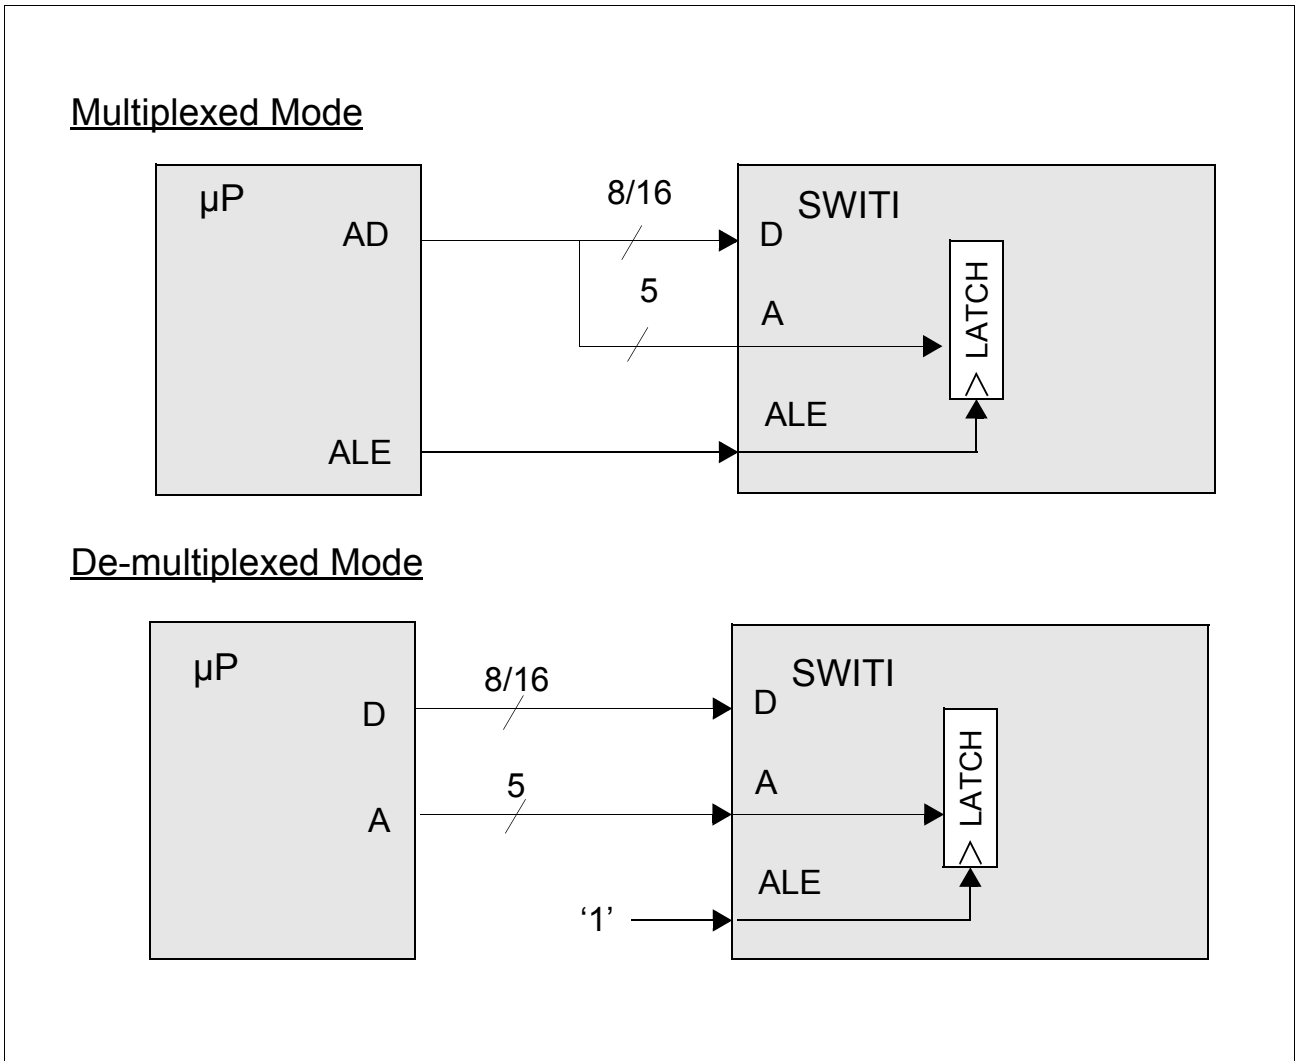 Multiplexed Mode
µP
AD
ALE
8/16
5
SWITI
D
A
ALE
LATCH
De-multiplexed Mode
µP
D
A
8/16
5
'1'
SWITI
D
A
ALE
LATCH